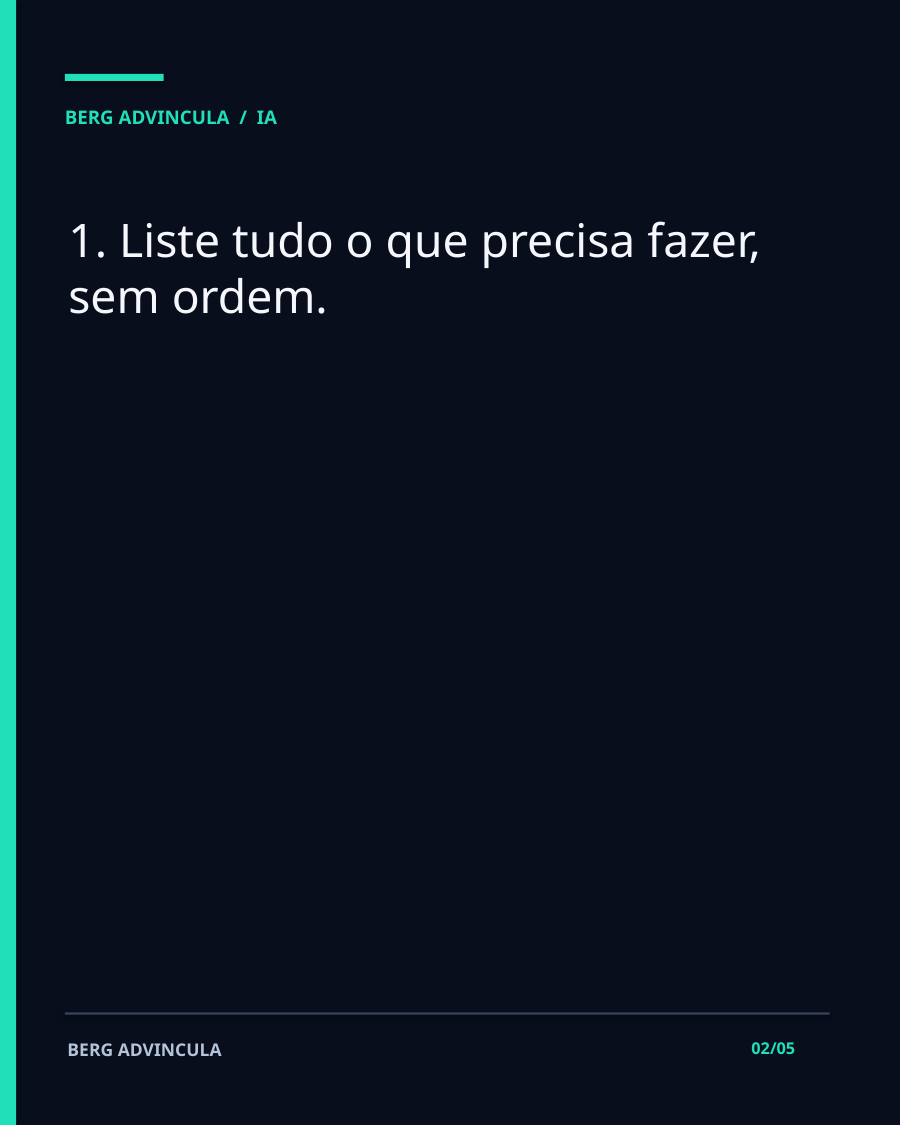 BERG ADVINCULA / IA
1. Liste tudo o que precisa fazer,
sem ordem.
BERG ADVINCULA
02/05